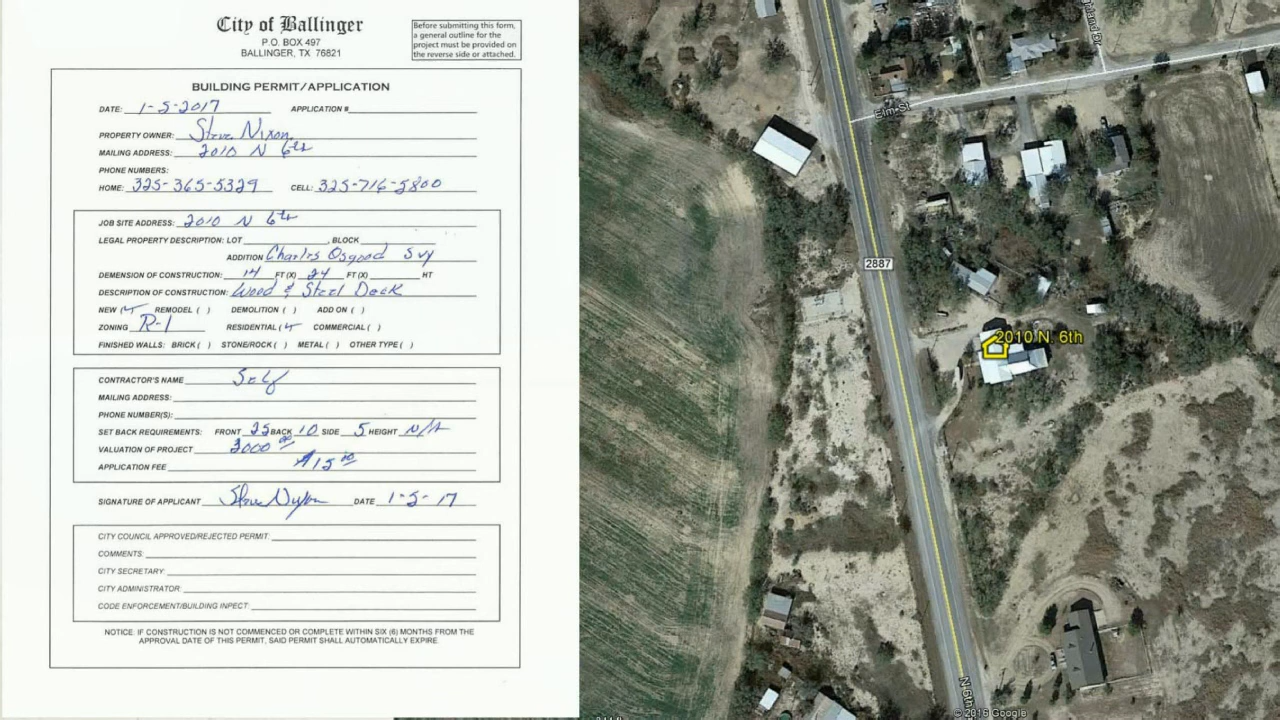 City of Ballinger
P.O. BOX 497
BALLINGER, TX 76821
Before submitting this form,
a general outline for the
project must be provided on
the reverse side or attached.
BUILDING PERMIT/APPLICATION
DATE: 1-5-2017 APPLICATION #
PROPERTY OWNER: Steve Nixon
MAILING ADDRESS: 2010 N 6th
PHONE NUMBERS:
HOME: 325-365-5329 CELL: 325-716-5800
JOB SITE ADDRESS: 2010 N 6th
LEGAL PROPERTY DESCRIPTION: LOT , BLOCK
ADDITION Charles Osgood Svy
DEMENSION OF CONSTRUCTION: 14 FT (X) 24 FT (X) HT
DESCRIPTION OF CONSTRUCTION: Wood & Steel Deck
NEW (✓) REMODEL ( ) DEMOLITION ( ) ADD ON ( )
ZONING R-1 RESIDENTIAL (✓) COMMERCIAL ( )
FINISHED WALLS: BRICK ( ) STONE/ROCK ( ) METAL ( ) OTHER TYPE ( )
CONTRACTOR'S NAME Self
MAILING ADDRESS:
PHONE NUMBER(S):
SET BACK REQUIREMENTS: FRONT 25 BACK 10 SIDE 5 HEIGHT N/A
VALUATION OF PROJECT 3000 00
APPLICATION FEE $15 00
SIGNATURE OF APPLICANT Steve Nixon DATE 1-5-17
CITY COUNCIL APPROVED/REJECTED PERMIT:
COMMENTS:
CITY SECRETARY:
CITY ADMINISTRATOR:
CODE ENFORCEMENT/BUILDING INPECT:
NOTICE: IF CONSTRUCTION IS NOT COMMENCED OR COMPLETE WITHIN SIX (6) MONTHS FROM THE
APPROVAL DATE OF THIS PERMIT, SAID PERMIT SHALL AUTOMATICALLY EXPIRE
Elm St
2887
2010 N. 6th
N 6th
© 2016 Google